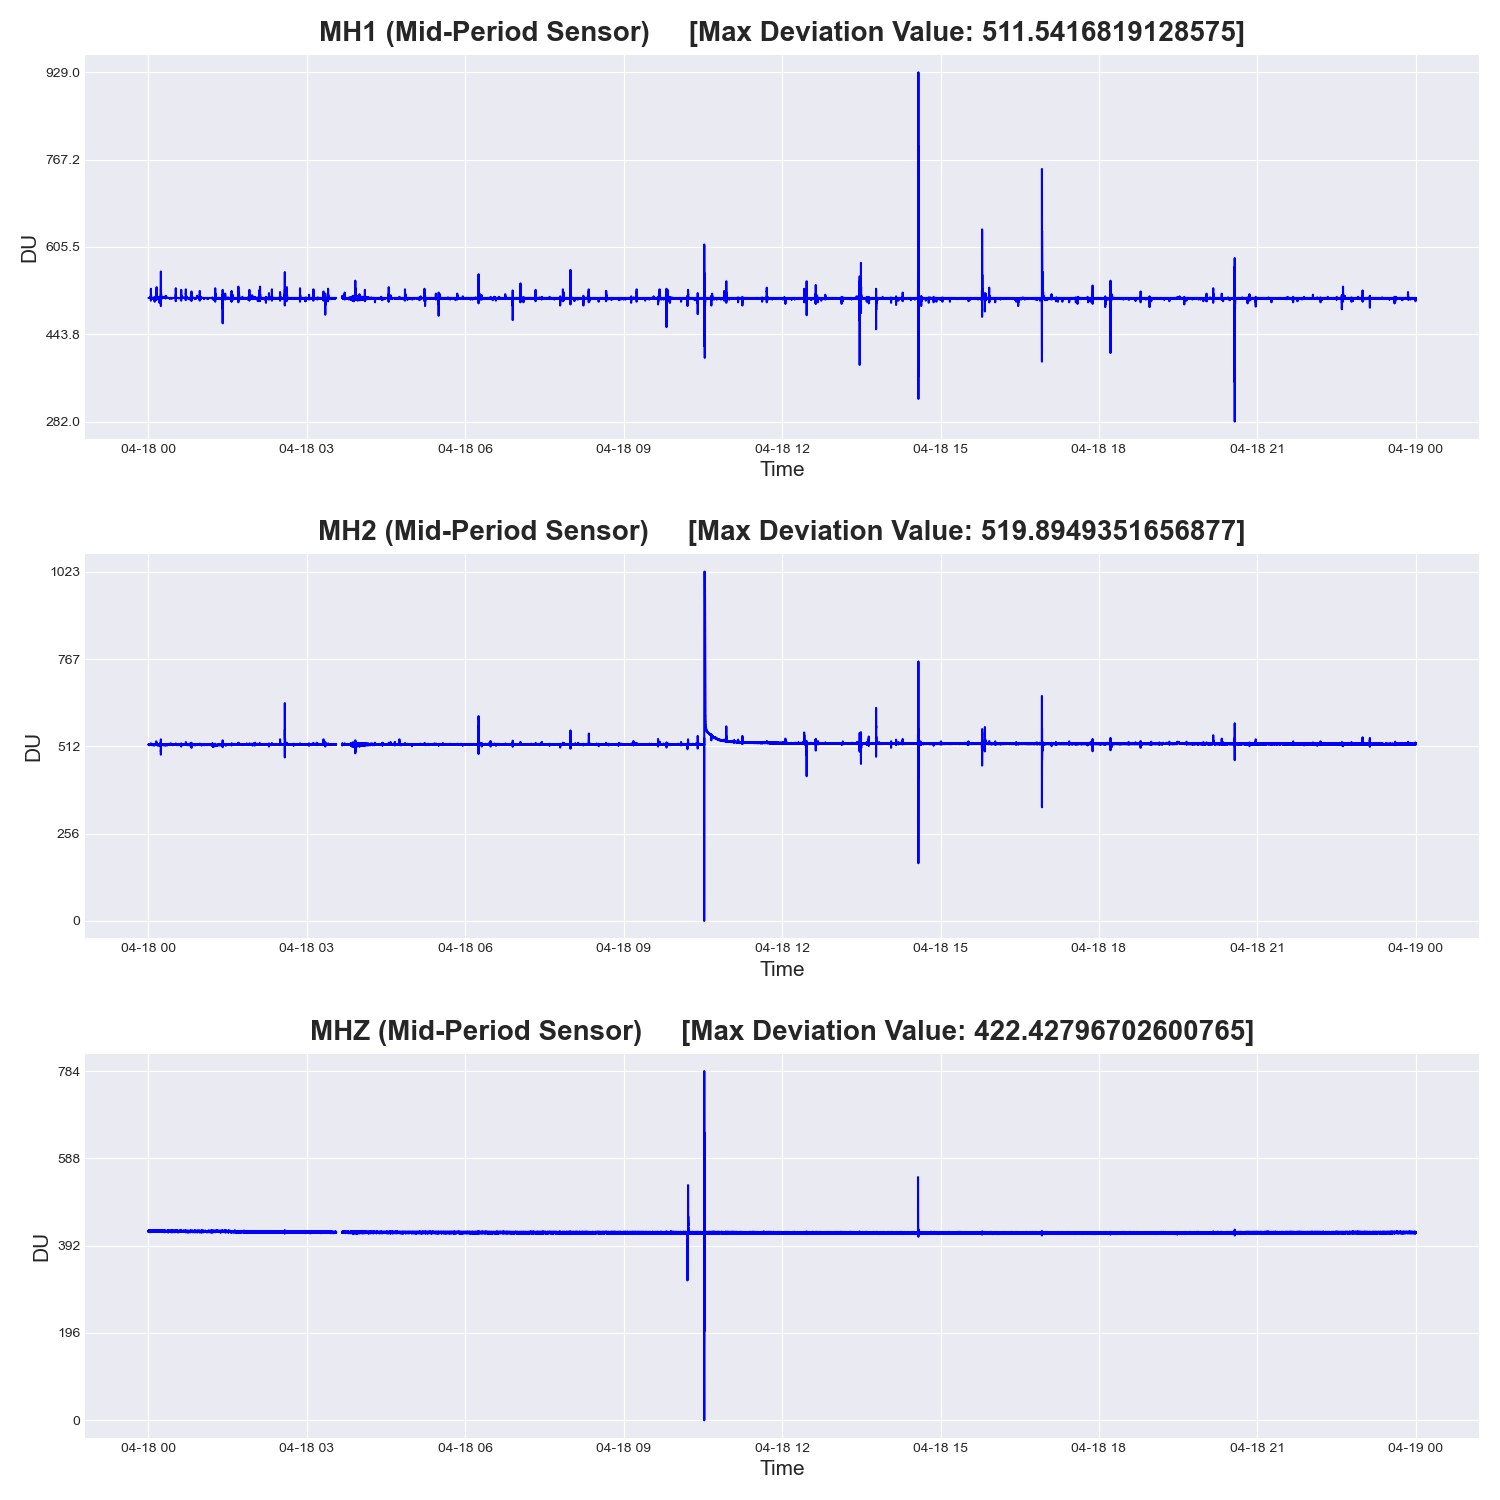 MH1 (Mid-Period Sensor) [Max Deviation Value: 511.5416819128575]
929.0
767.2
605.5
443.8
282.0
DU
04-18 00 04-18 03 04-18 06 04-18 09 04-18 12 04-18 15 04-18 18 04-18 21 04-19 00
Time
MH2 (Mid-Period Sensor) [Max Deviation Value: 519.8949351656877]
1023
767
512
256
0
DU
04-18 00 04-18 03 04-18 06 04-18 09 04-18 12 04-18 15 04-18 18 04-18 21 04-19 00
Time
MHZ (Mid-Period Sensor) [Max Deviation Value: 422.42796702600765]
784
588
392
196
0
DU
04-18 00 04-18 03 04-18 06 04-18 09 04-18 12 04-18 15 04-18 18 04-18 21 04-19 00
Time